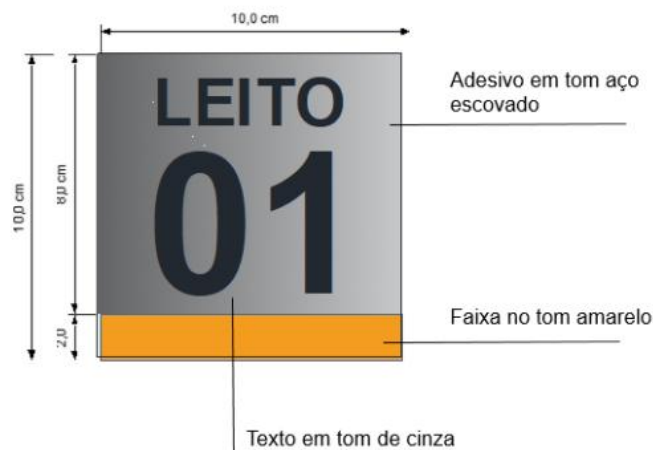 10,0 cm
LEITO
01
10,0 cm
8,0 cm
2,0
Adesivo em tom aço
escovado
Faixa no tom amarelo
Texto em tom de cinza